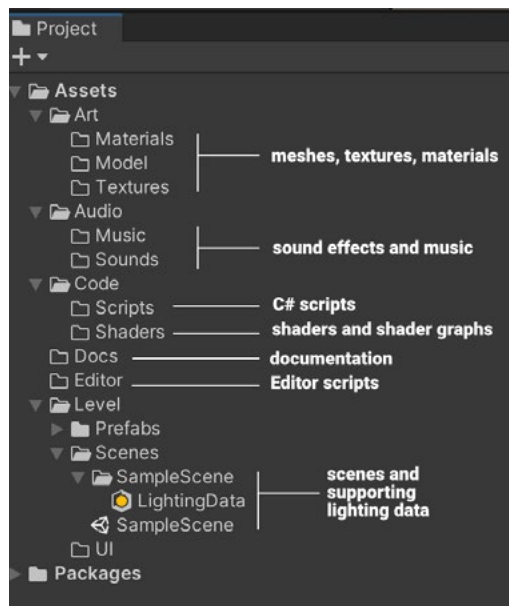 Project
Assets
Art
Materials
Model
Textures
meshes, textures, materials
Audio
Music
Sounds
sound effects and music
Code
Scripts
C# scripts
Shaders
shaders and shader graphs
Docs
documentation
Editor
Editor scripts
Level
Prefabs
Scenes
SampleScene
LightingData
SampleScene
scenes and
supporting
lighting data
UI
Packages